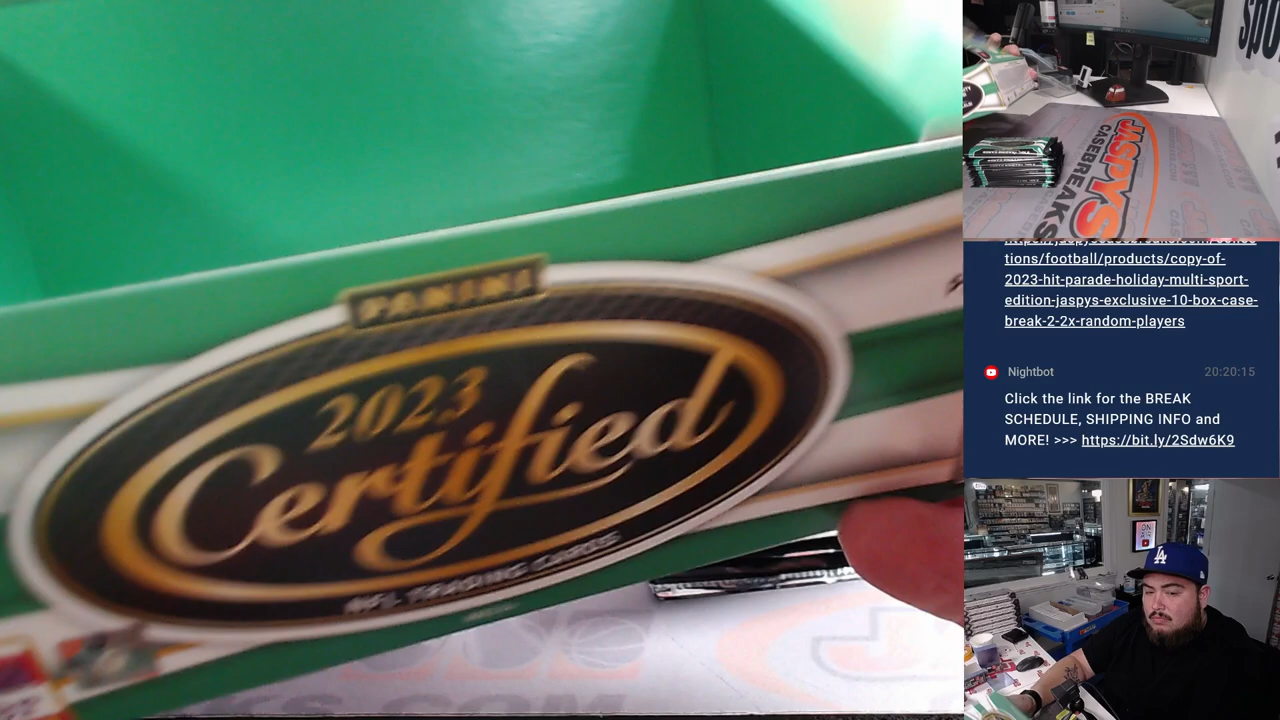 PANINI
2023
Certified
NFL TRADING CARDS
JASPYS
CASEBREAKS
tions/football/products/copy-of-
2023-hit-parade-holiday-multi-sport-
edition-jaspys-exclusive-10-box-case-
break-2-2x-random-players
Nightbot 20:20:15
Click the link for the BREAK
SCHEDULE, SHIPPING INFO and
MORE! >>> https://bit.ly/2Sdw6K9
LA